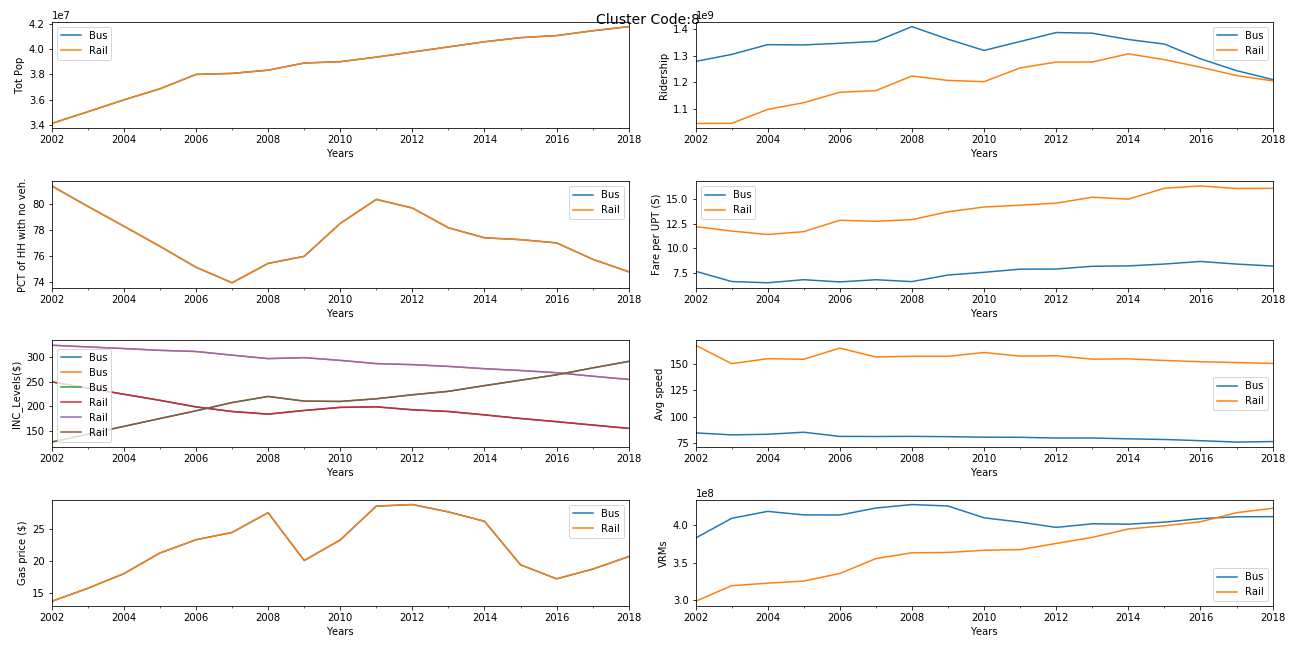 Cluster Code:8
1e7
4.2
4.0
3.8
3.6
3.4
Tot Pop
Bus
Rail
2002 2004 2006 2008 2010 2012 2014 2016 2018
Years
1e9
1.4
1.3
1.2
1.1
Ridership
Bus
Rail
2002 2004 2006 2008 2010 2012 2014 2016 2018
Years
80
78
76
74
PCT of HH with no veh.
Bus
Rail
2002 2004 2006 2008 2010 2012 2014 2016 2018
Years
15.0
12.5
10.0
7.5
Fare per UPT (S)
Bus
Rail
2002 2004 2006 2008 2010 2012 2014 2016 2018
Years
300
250
200
150
INC_Levels($)
Bus
Bus
Bus
Rail
Rail
Rail
2002 2004 2006 2008 2010 2012 2014 2016 2018
Years
150
125
100
75
Avg speed
Bus
Rail
2002 2004 2006 2008 2010 2012 2014 2016 2018
Years
25
20
15
Gas price ($)
Bus
Rail
2002 2004 2006 2008 2010 2012 2014 2016 2018
Years
1e8
4.0
3.5
3.0
VRMs
Bus
Rail
2002 2004 2006 2008 2010 2012 2014 2016 2018
Years